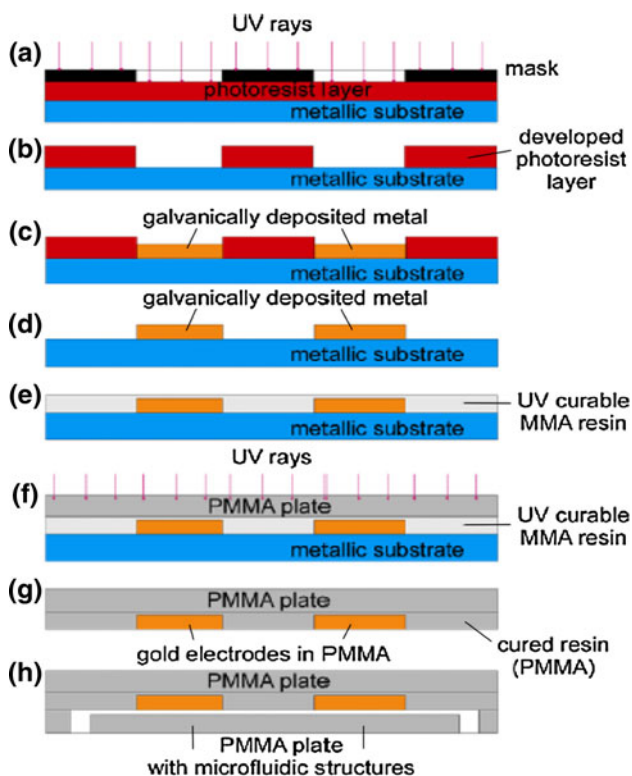 UV rays
(a)
mask
photoresist layer
metallic substrate
(b)
developed
photoresist
layer
metallic substrate
galvanically deposited metal
(c)
metallic substrate
galvanically deposited metal
(d)
metallic substrate
(e)
UV curable
MMA resin
metallic substrate
UV rays
(f)
PMMA plate
UV curable
MMA resin
metallic substrate
(g)
PMMA plate
cured resin
(PMMA)
gold electrodes in PMMA
(h)
PMMA plate
PMMA plate
with microfluidic structures